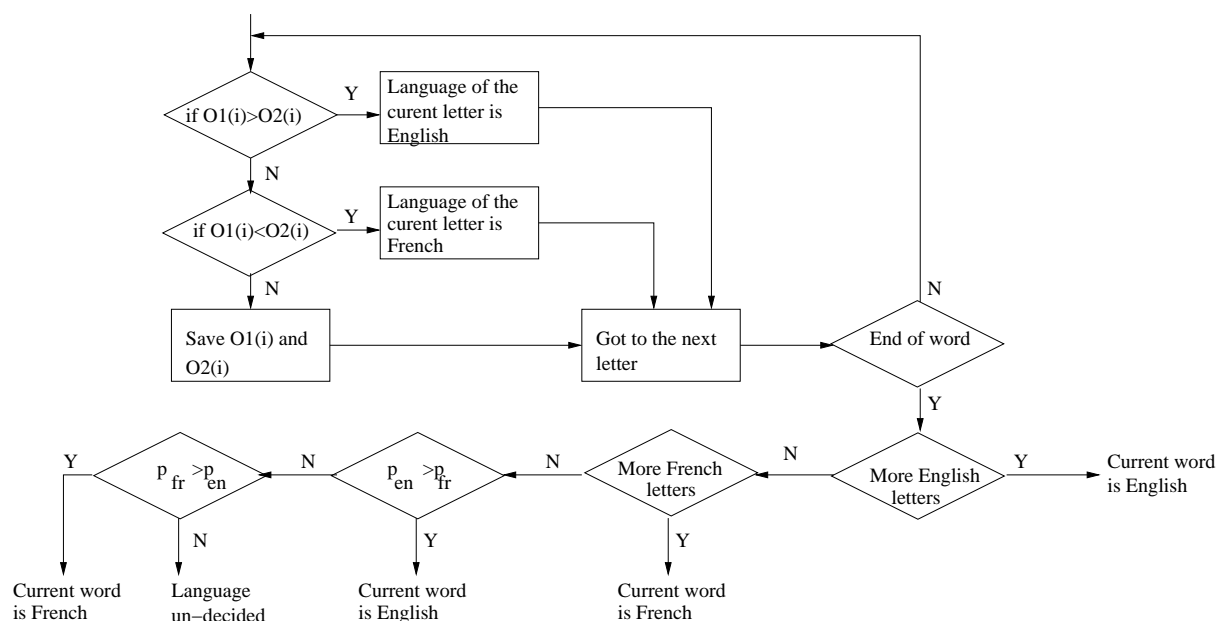 if O1(i)>O2(i)
Y
Language of the
curent letter is
English
N
if O1(i)<O2(i)
Y
Language of the
curent letter is
French
N
Save O1(i) and
O2(i)
Got to the next
letter
N
End of word
Y
Y
p fr >p en
N
N
p en >p fr
Y
N
More French
letters
Y
N
More English
letters
Y
Current word
is English
Current word
is French
Language
un-decided
Current word
is English
Current word
is French